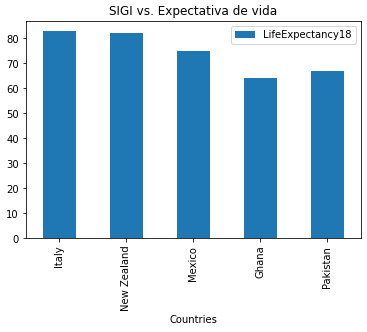 SIGI vs. Expectativa de vida
LifeExpectancy18
80
70
60
50
40
30
20
10
0
Italy
New Zealand
Mexico
Ghana
Pakistan
Countries